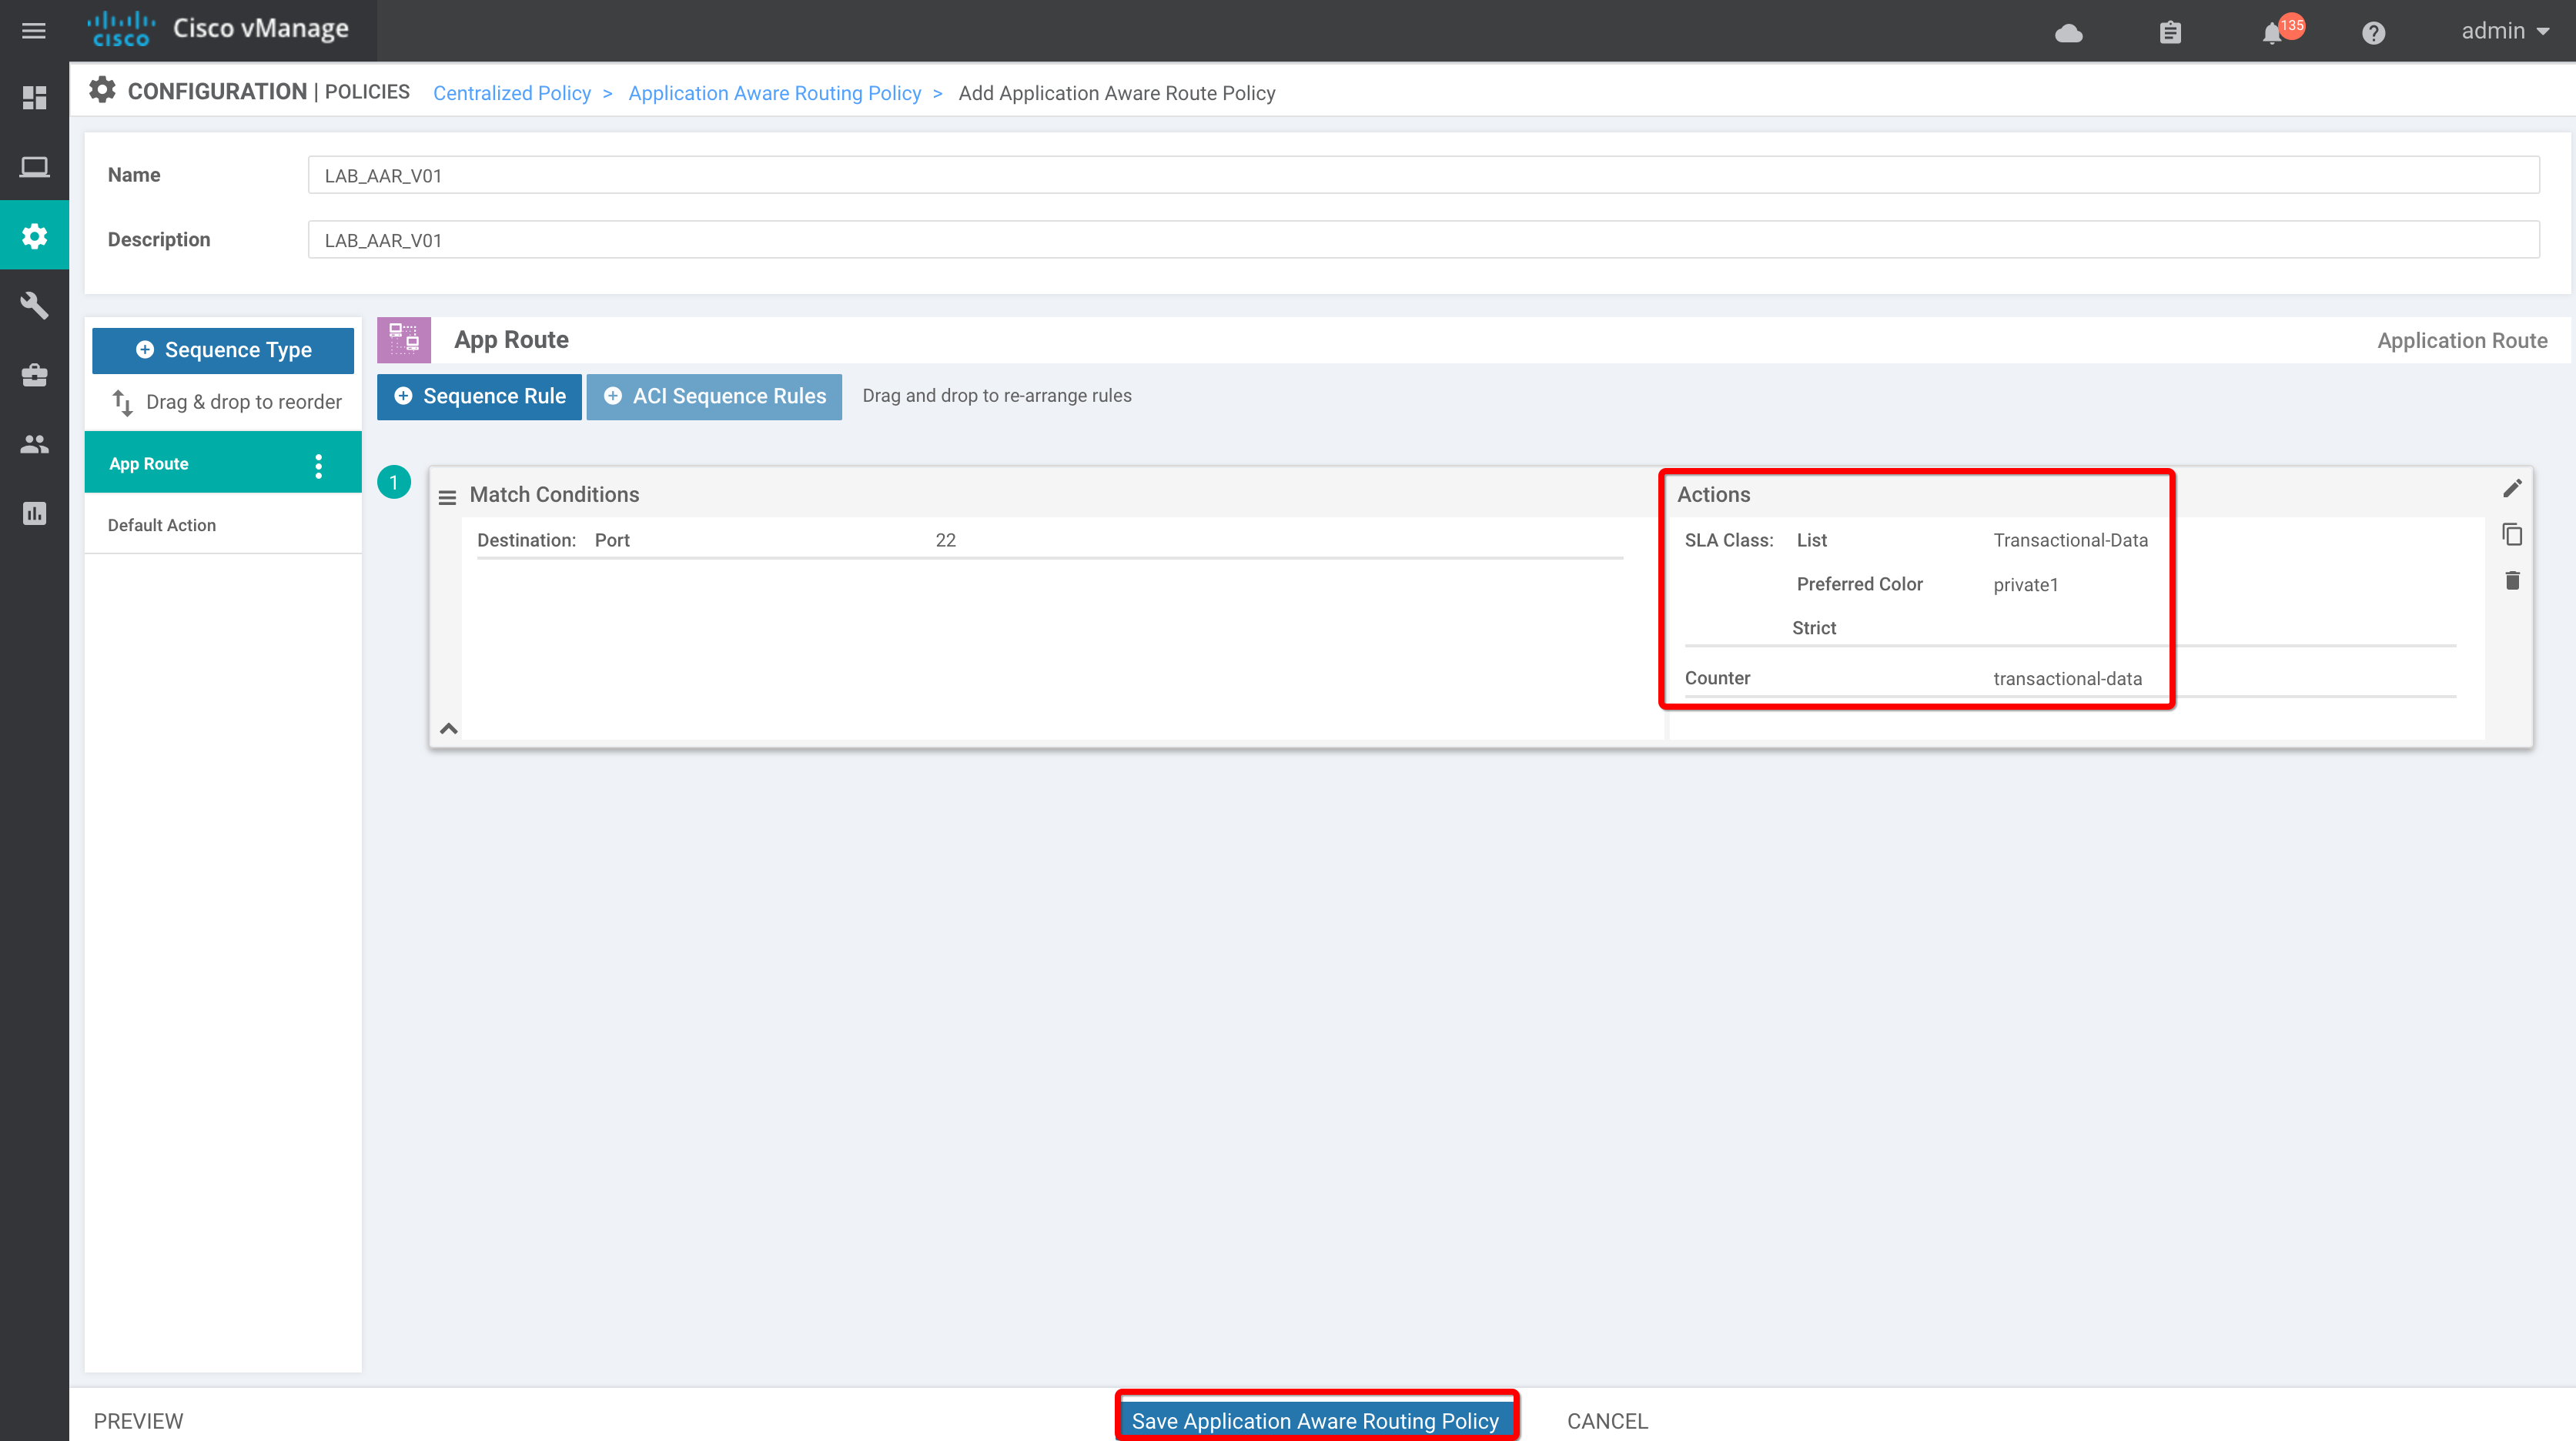 cisco Cisco vManage 135 admin
CONFIGURATION | POLICIES Centralized Policy > Application Aware Routing Policy > Add Application Aware Route Policy
Name LAB_AAR_V01
Description LAB_AAR_V01
Sequence Type
Drag & drop to reorder
App Route
Default Action
App Route Application Route
Sequence Rule ACI Sequence Rules Drag and drop to re-arrange rules
1 Match Conditions Actions
Destination: Port 22 SLA Class: List Transactional-Data
Preferred Color private1
Strict
Counter transactional-data
PREVIEW Save Application Aware Routing Policy CANCEL